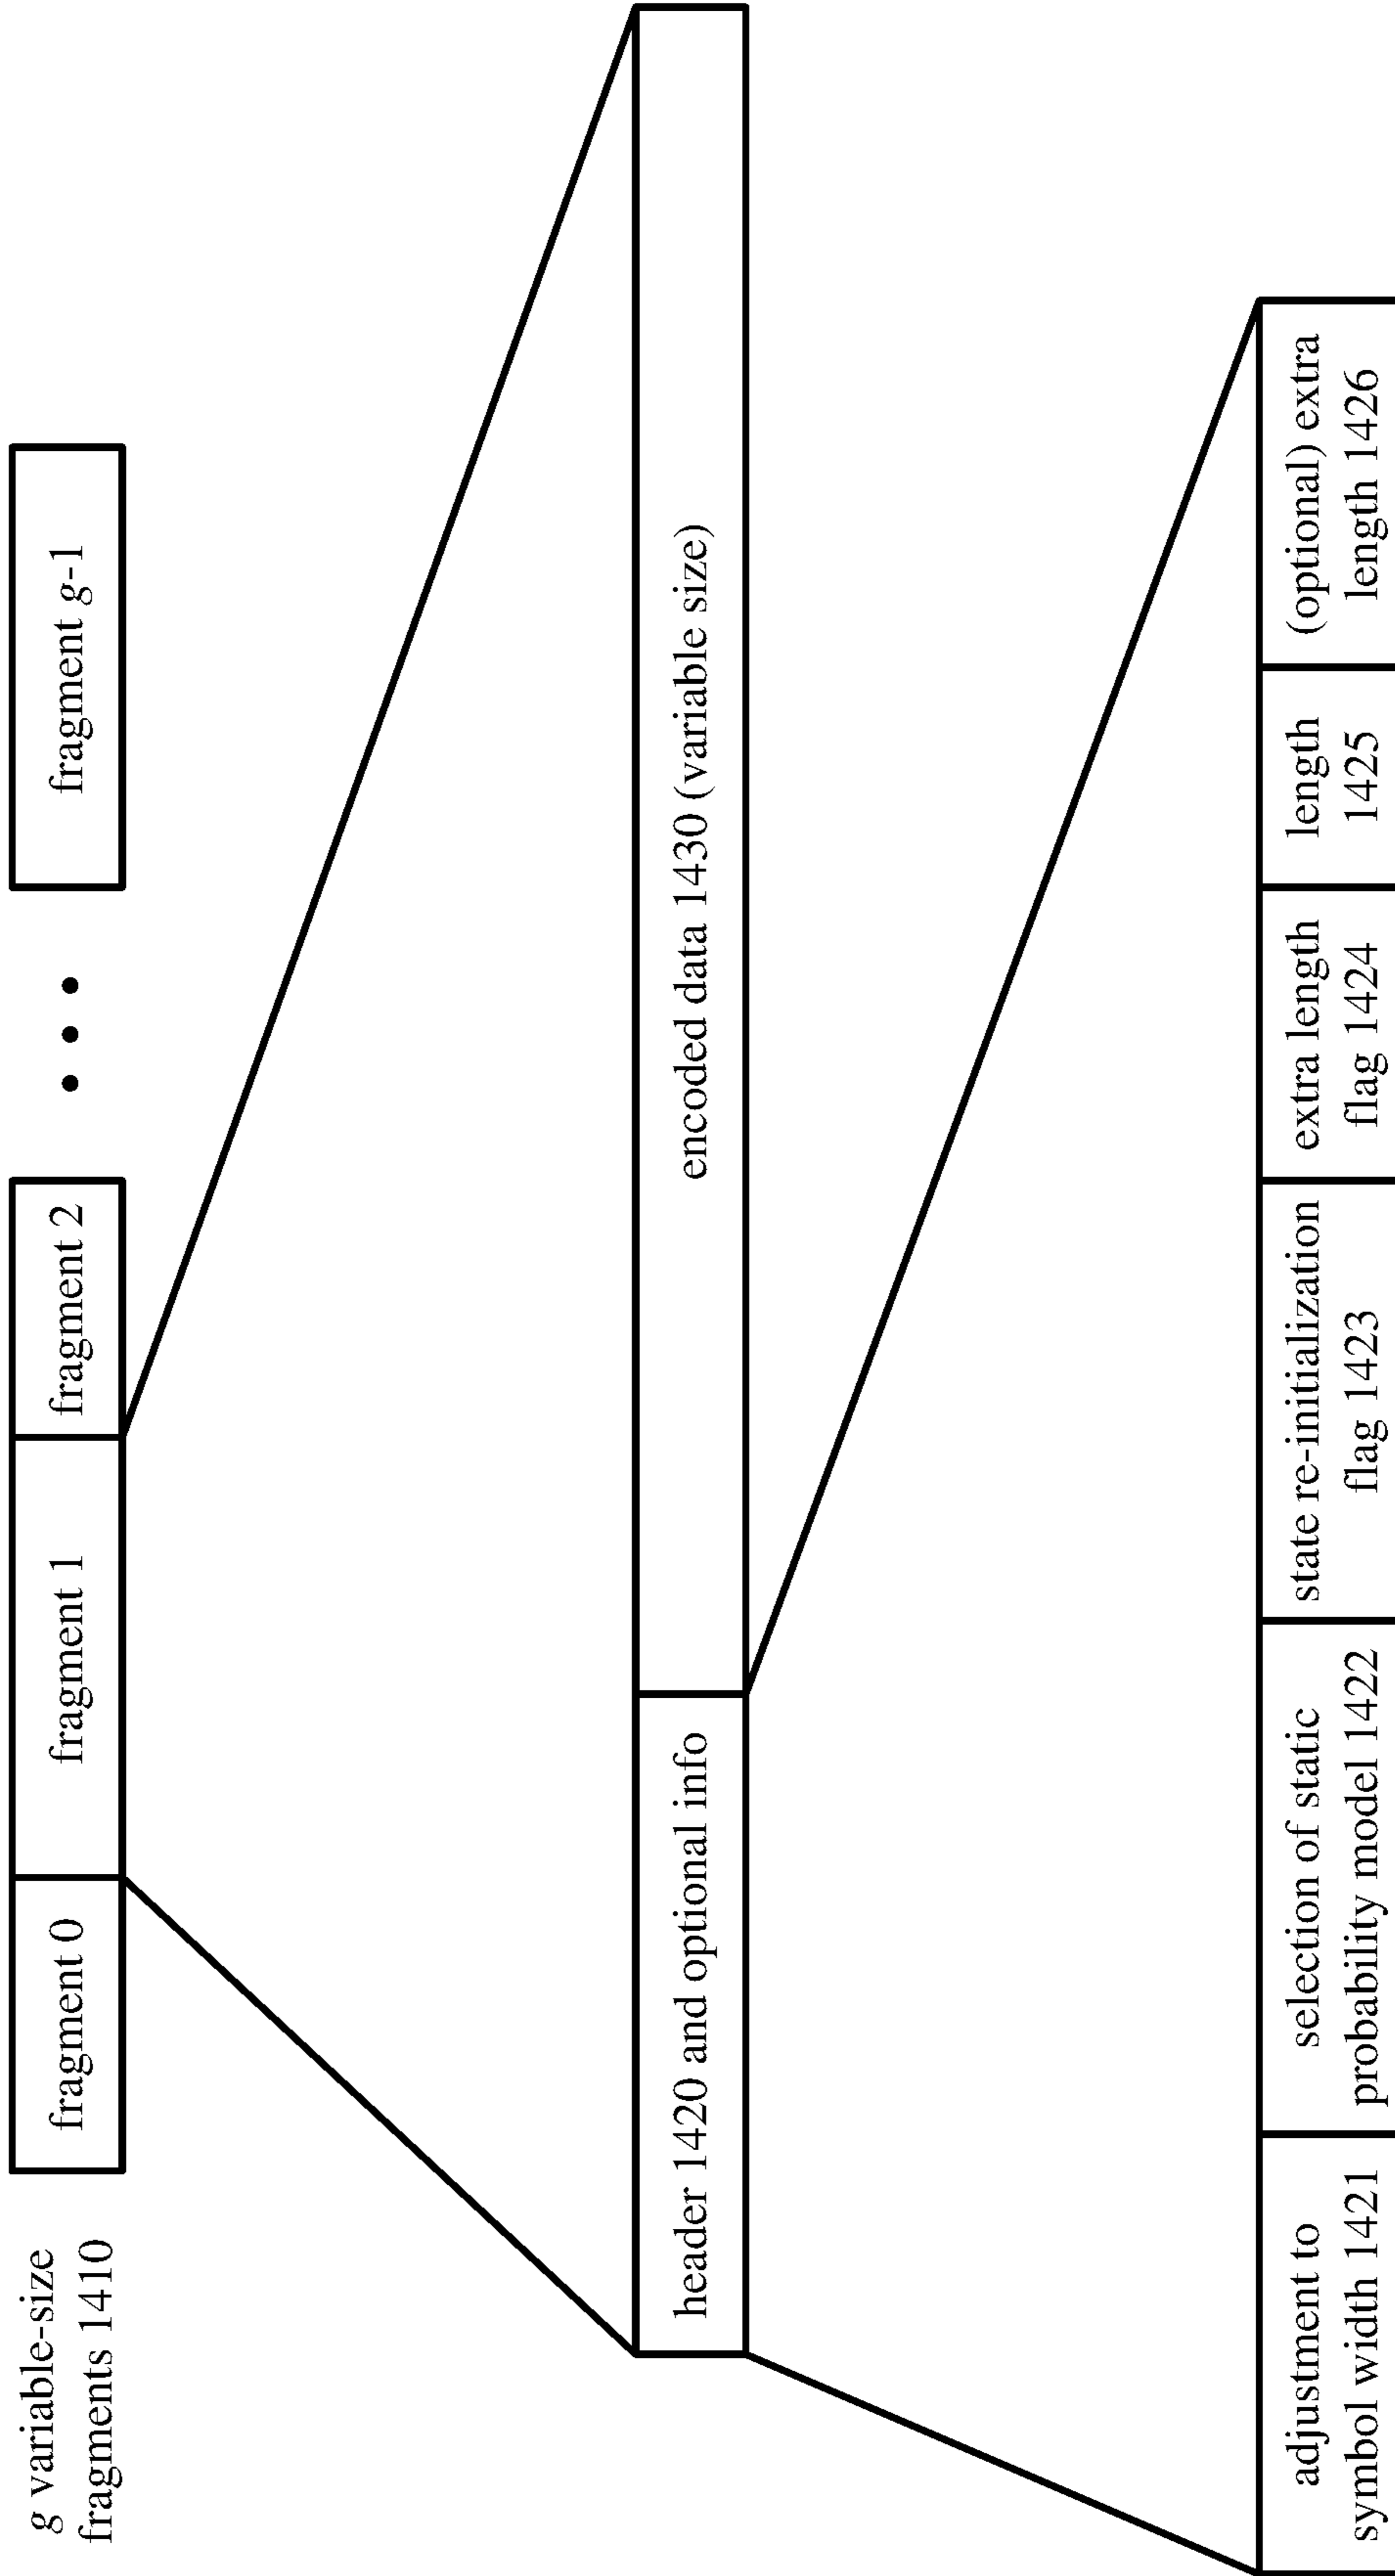 g variable-size
fragments 1410
fragment 0
fragment 1
fragment 2
fragment g-1
header 1420 and optional info
encoded data 1430 (variable size)
adjustment to
symbol width 1421
selection of static
probability model 1422
state re-initialization
flag 1423
extra length
flag 1424
length
1425
(optional) extra
length 1426